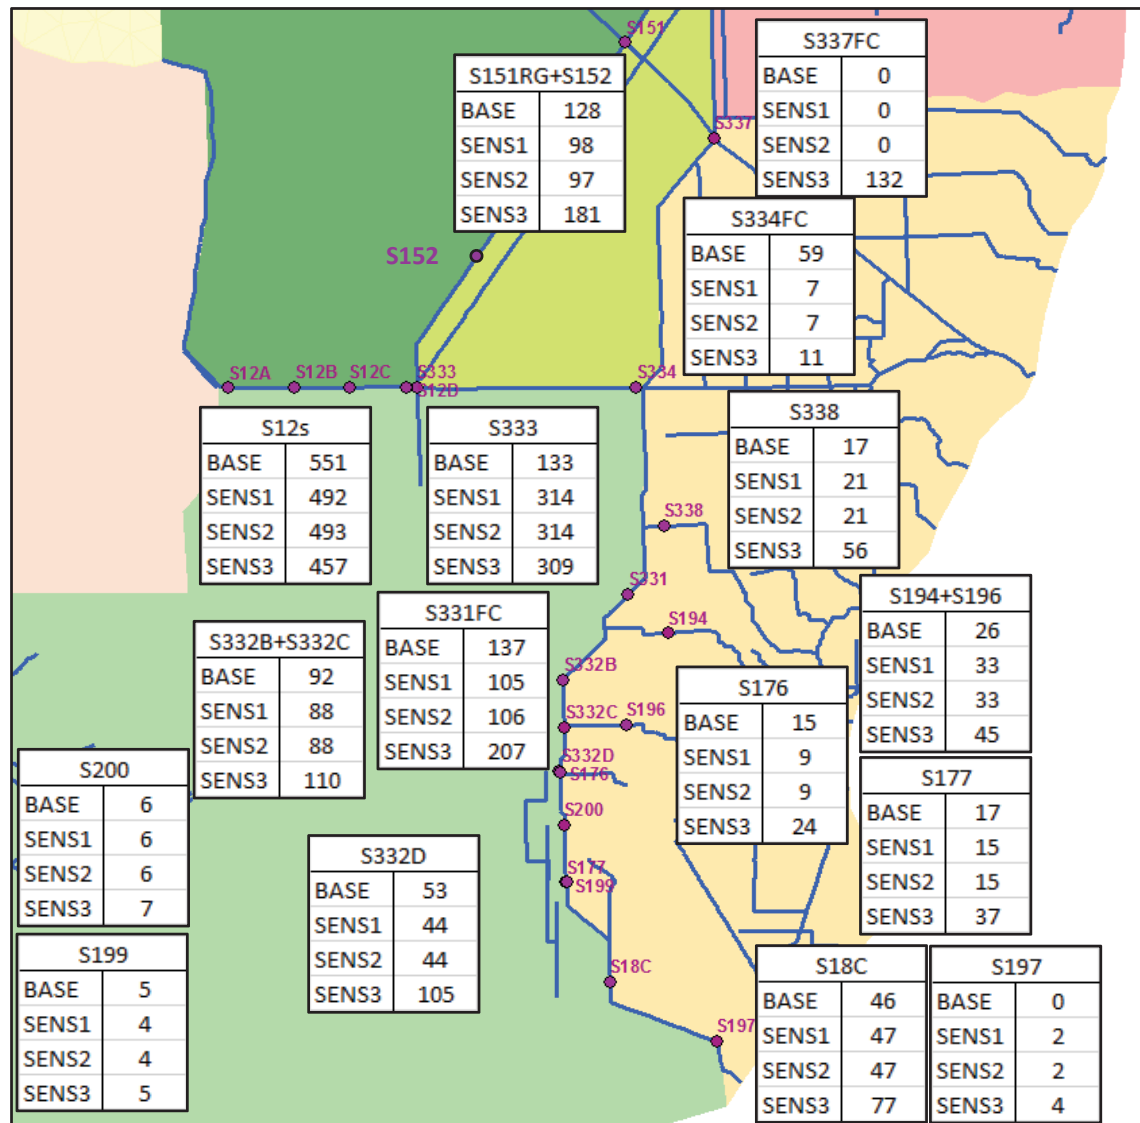 S151
S337FC
BASE 0
SENS1 0
SENS2 0
SENS3 132
S151RG+S152
BASE 128
SENS1 98
SENS2 97
SENS3 181
S337
S334FC
BASE 59
SENS1 7
SENS2 7
SENS3 11
S152
S12A
S12B
S12C
S333
S12D
S334
S12s
BASE 551
SENS1 492
SENS2 493
SENS3 457
S333
BASE 133
SENS1 314
SENS2 314
SENS3 309
S338
BASE 17
SENS1 21
SENS2 21
SENS3 56
S338
S331
S194
S194+S196
BASE 26
SENS1 33
SENS2 33
SENS3 45
S331FC
BASE 137
SENS1 105
SENS2 106
SENS3 207
S332B+S332C
BASE 92
SENS1 88
SENS2 88
SENS3 110
S332B
S332C
S196
S176
BASE 15
SENS1 9
SENS2 9
SENS3 24
S332D
S176
S200
BASE 6
SENS1 6
SENS2 6
SENS3 7
S177
BASE 17
SENS1 15
SENS2 15
SENS3 37
S200
S177
S199
S332D
BASE 53
SENS1 44
SENS2 44
SENS3 105
S199
BASE 5
SENS1 4
SENS2 4
SENS3 5
S18C
S197
S18C
BASE 46
SENS1 47
SENS2 47
SENS3 77
S197
BASE 0
SENS1 2
SENS2 2
SENS3 4